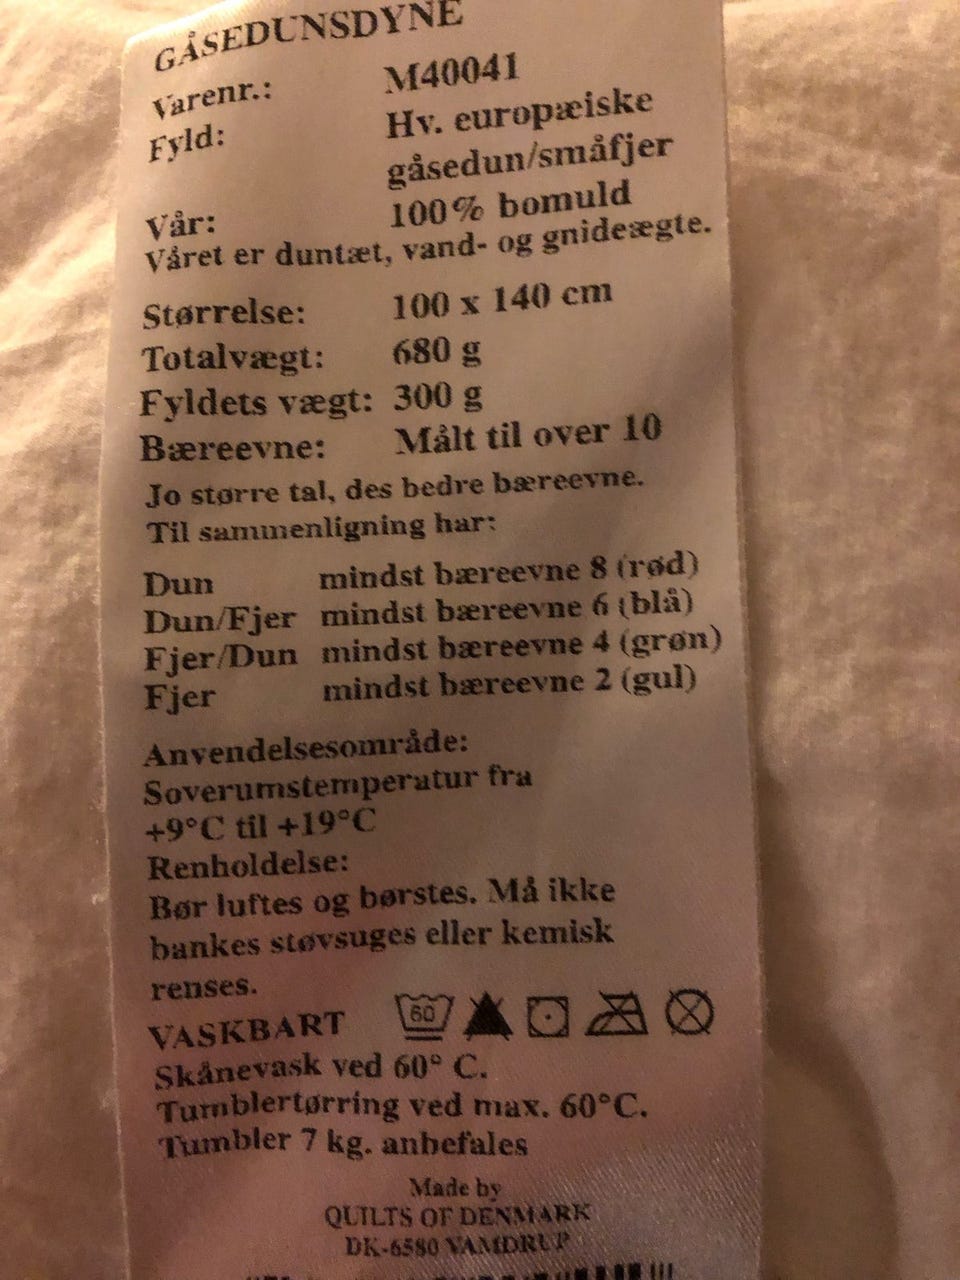 GÅSEDUNSDYNE
Varenr.: M40041
Fyld: Hv. europæiske
gåsedun/småfjer
Vår: 100% bomuld
Våret er duntæt, vand- og gnideægte.
Størrelse: 100 x 140 cm
Totalvægt: 680 g
Fyldets vægt: 300 g
Bæreevne: Målt til over 10
Jo større tal, des bedre bæreevne.
Til sammenligning har:
Dun mindst bæreevne 8 (rød)
Dun/Fjer mindst bæreevne 6 (blå)
Fjer/Dun mindst bæreevne 4 (grøn)
Fjer mindst bæreevne 2 (gul)
Anvendelsesområde:
Soverumstemperatur fra
+9°C til +19°C
Renholdelse:
Bør luftes og børstes. Må ikke
bankes støvsuges eller kemisk
renses.
VASKBART 60
Skånevask ved 60° C.
Tumblertørring ved max. 60°C.
Tumbler 7 kg. anbefales
Made by
QUILTS OF DENMARK
DK-6580 VAMDRUP